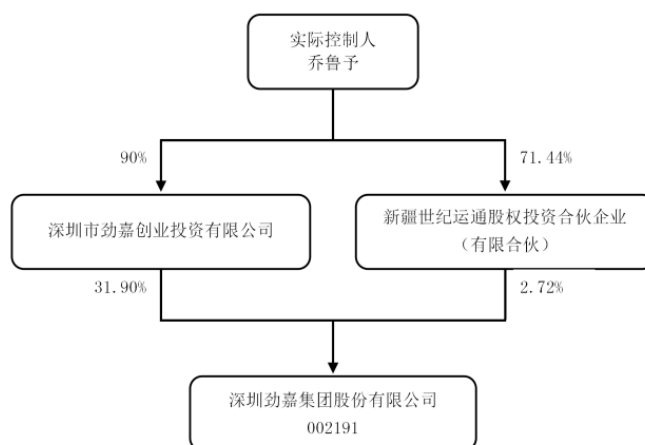 实际控制人
乔鲁予
90%
71.44%
深圳市劲嘉创业投资有限公司
新疆世纪运通股权投资合伙企业
（有限合伙）
31.90%
2.72%
深圳劲嘉集团股份有限公司
002191